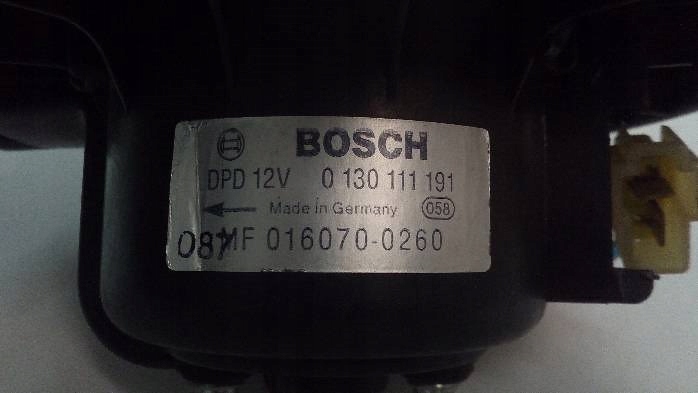 BOSCH
DPD 12V 0 130 111 191
Made in Germany 058
087 MF 016070-0260